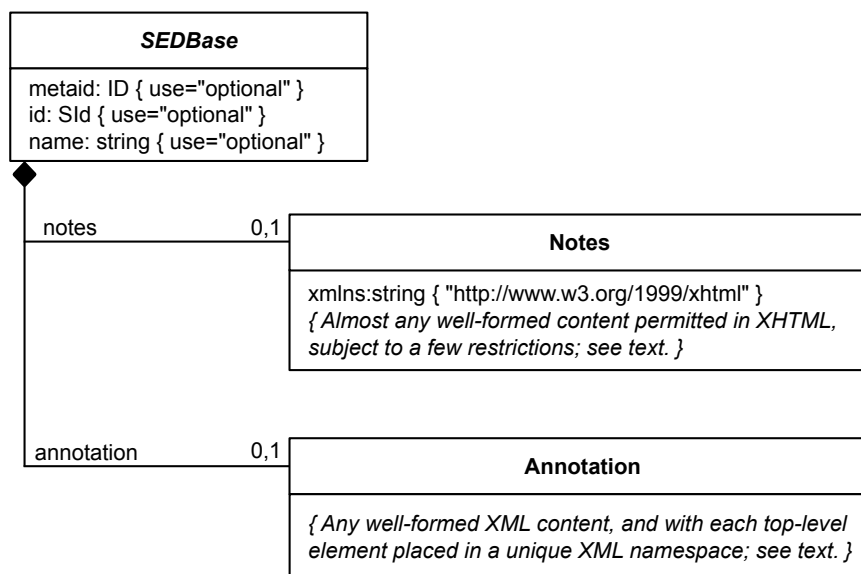 SEDBase
metaid: ID { use="optional" }
id: SId { use="optional" }
name: string { use="optional" }
notes
0,1
Notes
xmlns:string { "http://www.w3.org/1999/xhtml" }
{ Almost any well-formed content permitted in XHTML,
subject to a few restrictions; see text. }
annotation
0,1
Annotation
{ Any well-formed XML content, and with each top-level
element placed in a unique XML namespace; see text. }